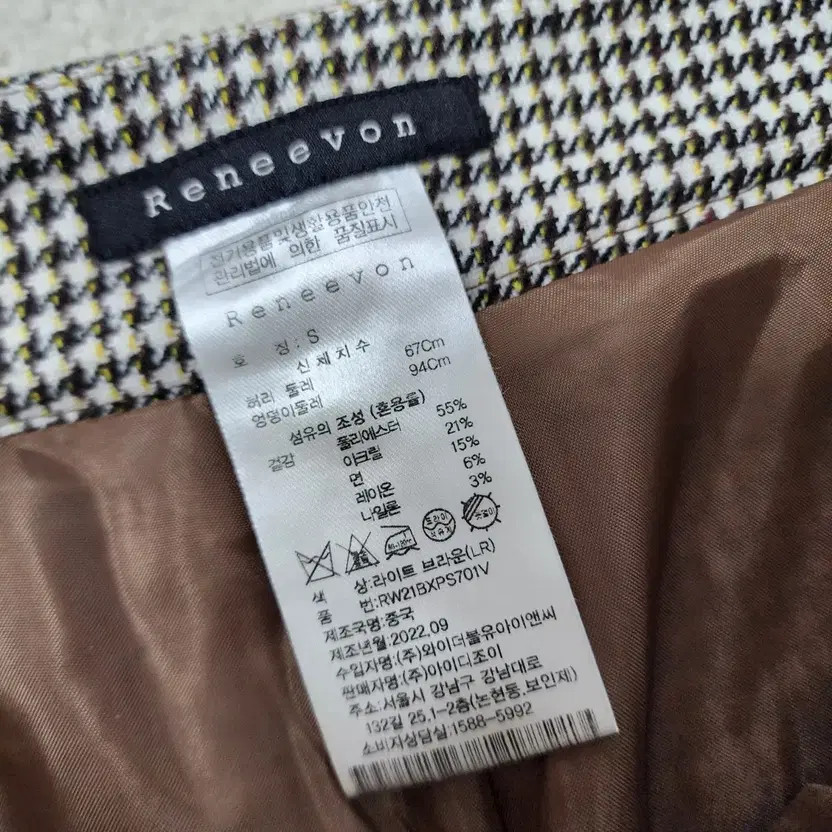 Reneevon
전기용품및생활용품안전
관리법에 의한 품질표시
Reneevon
호 칭:S
신체치수
허리 둘레 67Cm
엉덩이둘레 94Cm
섬유의 조성 (혼용률)
겉감 폴리에스터 55%
아크릴 21%
면 15%
레이온 6%
나일론 3%
드라이
색 상:라이트 브라운(LR)
품 번:RW21BXPS701V
제조국명:중국
제조년월:2022.09
수입자명:(주)와이더블유아이앤씨
판매자명:(주)아이디조이
주소:서울시 강남구 강남대로
132길 25,1-2층(논현동,보인제)
소비자상담실:1588-5992